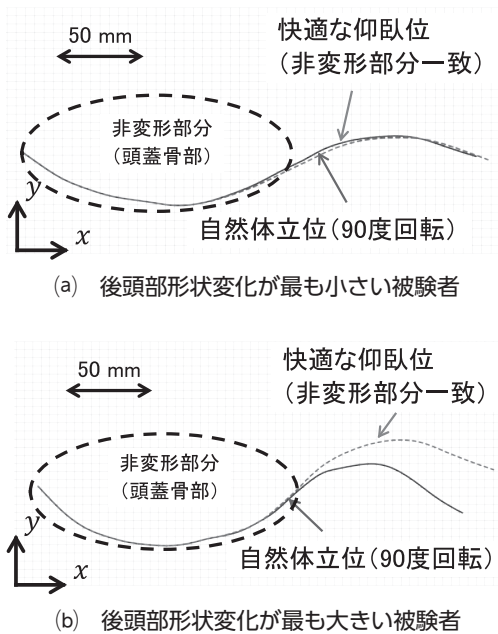 50 mm
快適な仰臥位
（非変形部分一致）
非変形部分
（頭蓋骨部）
y
x
自然体立位（90度回転）
(a) 後頭部形状変化が最も小さい被験者
50 mm
快適な仰臥位
（非変形部分一致）
非変形部分
（頭蓋骨部）
y
x
自然体立位（90度回転）
(b) 後頭部形状変化が最も大きい被験者